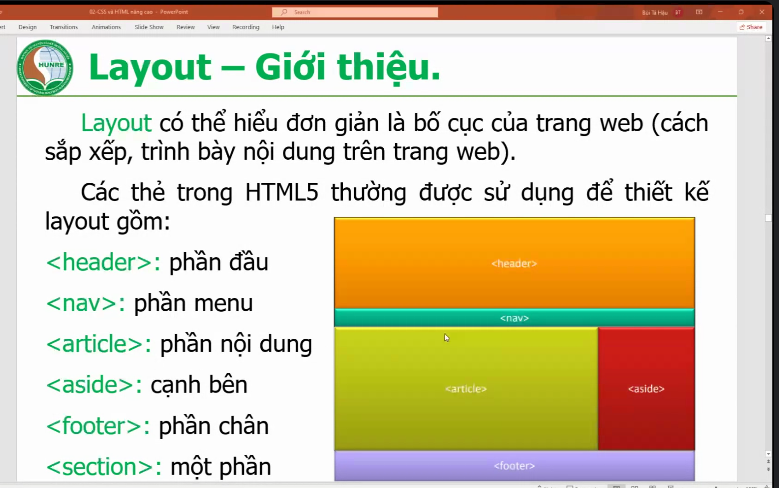 02-CSS và HTML nâng cao - PowerPoint
Search
Bùi Tá Hậu
Design Transitions Animations Slide Show Review View Recording Help
Share
HUNRE
Layout – Giới thiệu.
Layout có thể hiểu đơn giản là bố cục của trang web (cách
sắp xếp, trình bày nội dung trên trang web).
Các thẻ trong HTML5 thường được sử dụng để thiết kế
layout gồm:
<header>: phần đầu
<nav>: phần menu
<article>: phần nội dung
<aside>: cạnh bên
<footer>: phần chân
<section>: một phần
<header>
<nav>
<article>
<aside>
<footer>